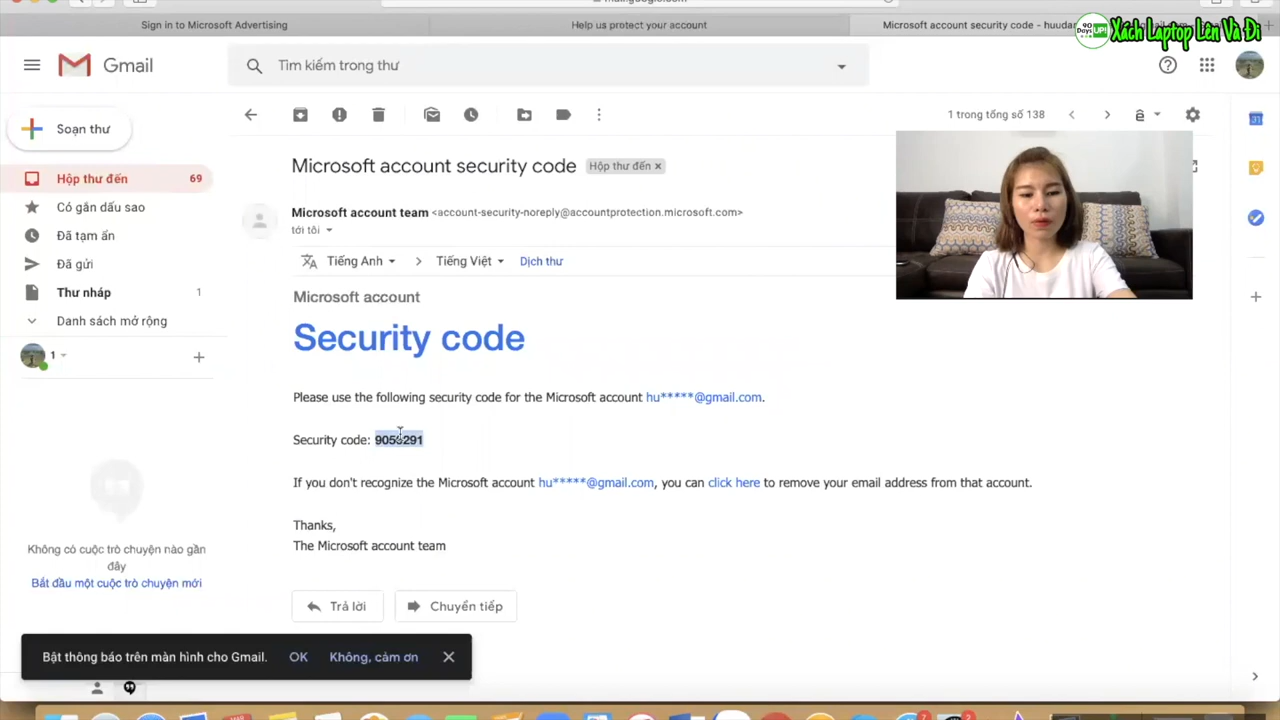 Sign in to Microsoft Advertising
Help us protect your account
Microsoft account security code - huudan
90 Days UP!
Xách Laptop Lên Và Đi
Gmail
Tìm kiếm trong thư
Soạn thư
1 trong tổng số 138
Hộp thư đến 69
Có gắn dấu sao
Đã tạm ẩn
Đã gửi
Thư nháp 1
Danh sách mở rộng
1
Microsoft account security code
Hộp thư đến x
Microsoft account team <account-security-noreply@accountprotection.microsoft.com>
tới tôi
Tiếng Anh > Tiếng Việt Dịch thư
Microsoft account
Security code
Please use the following security code for the Microsoft account hu*****@gmail.com.
Security code:
If you don't recognize the Microsoft account hu*****@gmail.com, you can click here to remove your email address from that account.
Thanks,
The Microsoft account team
Trả lời
Chuyển tiếp
Không có cuộc trò chuyện nào gần
đây
Bắt đầu một cuộc trò chuyện mới
Bật thông báo trên màn hình cho Gmail. OK Không, cảm ơn